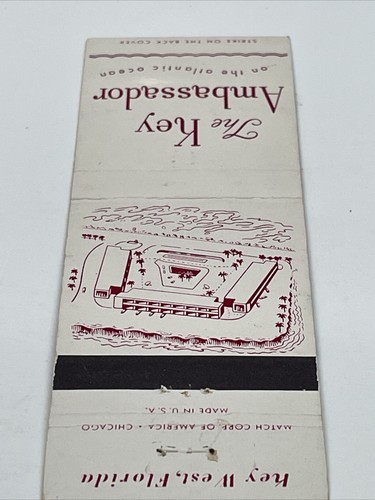 Key West, Florida
MATCH CORP. OF AMERICA • CHICAGO
MADE IN U.S.A.
The Key
Ambassador
...on the atlantic ocean
STRIKE ON THE BACK COVER